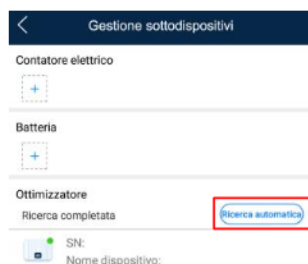 Gestione sottodispositivi
Contatore elettrico
+
Batteria
+
Ottimizzatore
Ricerca completata
Ricerca automatica
SN:
Nome dispositivo: